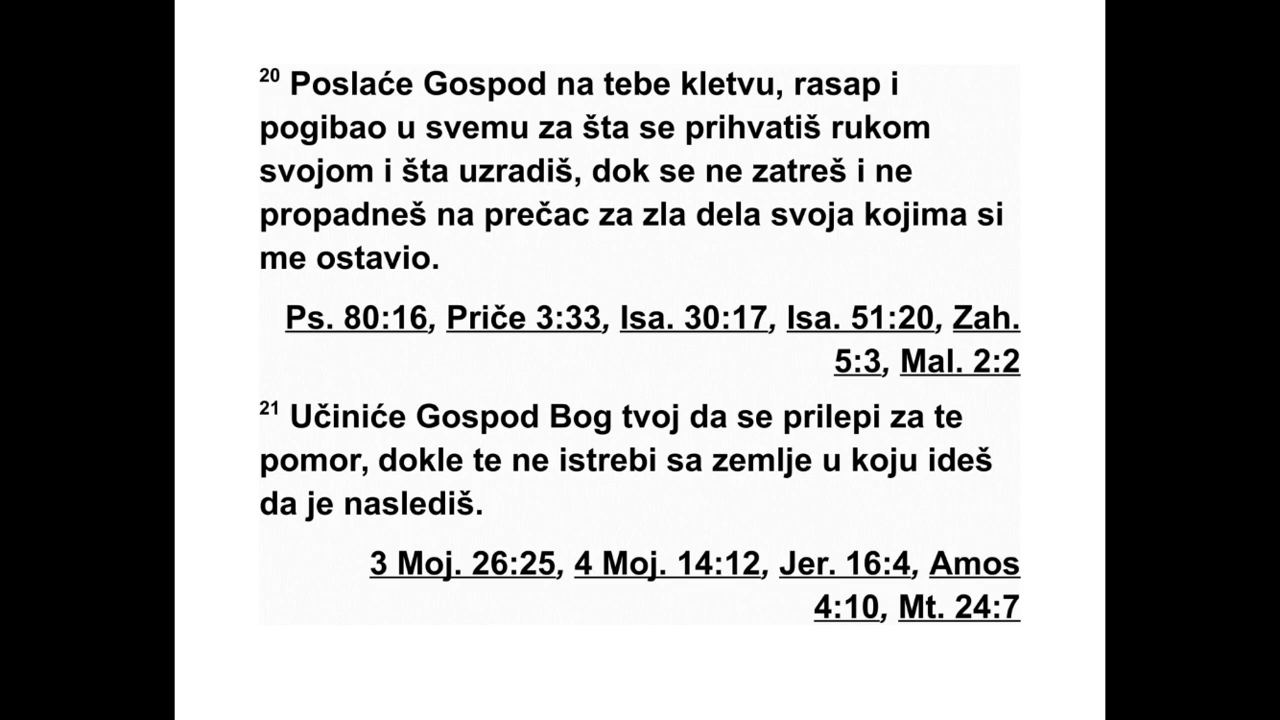 20 Poslaće Gospod na tebe kletvu, rasap i
pogibao u svemu za šta se prihvatiš rukom
svojom i šta uzradiš, dok se ne zatreš i ne
propadneš na prečac za zla dela svoja kojima si
me ostavio.
Ps. 80:16, Priče 3:33, Isa. 30:17, Isa. 51:20, Zah.
5:3, Mal. 2:2
21 Učiniće Gospod Bog tvoj da se prilepi za te
pomor, dokle te ne istrebi sa zemlje u koju ideš
da je naslediš.
3 Moj. 26:25, 4 Moj. 14:12, Jer. 16:4, Amos
4:10, Mt. 24:7